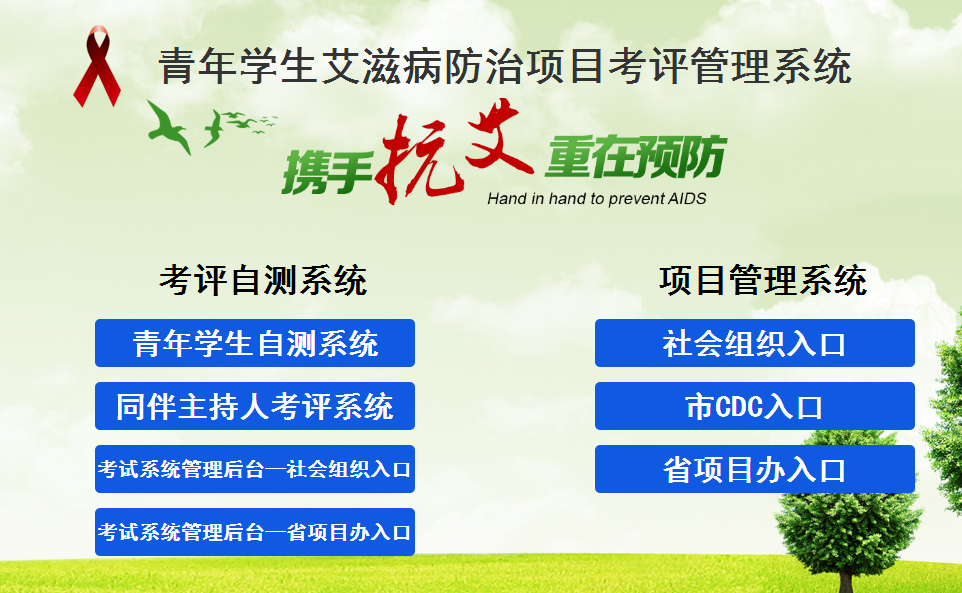 青年学生艾滋病防治项目考评管理系统
携手抗艾重在预防
Hand in hand to prevent AIDS
考评自测系统
青年学生自测系统
同伴主持人考评系统
考试系统管理后台—社会组织入口
考试系统管理后台—省项目办入口
项目管理系统
社会组织入口
市CDC入口
省项目办入口